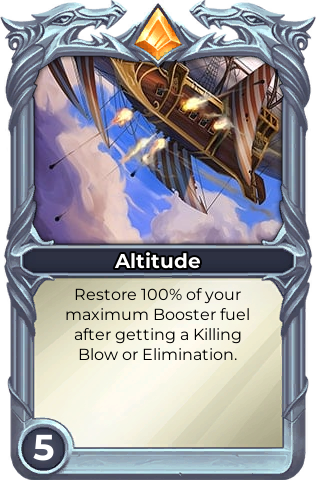 Altitude
Restore 100% of your
maximum Booster fuel
after getting a Killing
Blow or Elimination.
5